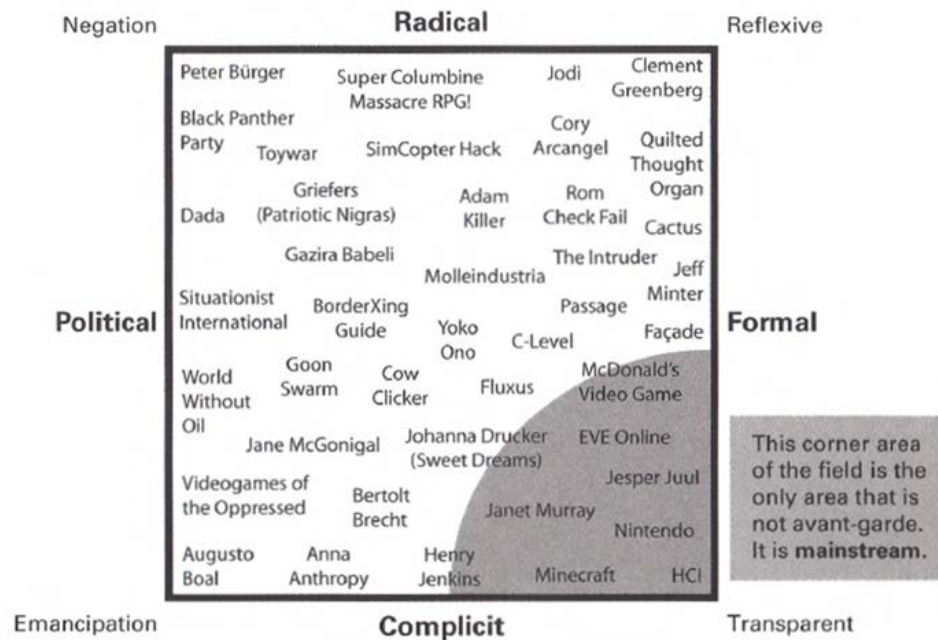 Negation
Radical
Reflexive
Peter Bürger
Super Columbine
Massacre RPG!
Jodi
Clement
Greenberg
Black Panther
Party
Toywar
SimCopter Hack
Cory
Arcangel
Quilted
Thought
Organ
Dada
Griefers
(Patriotic Nigras)
Adam
Killer
Rom
Check Fail
Cactus
Gazira Babeli
Molleindustria
The Intruder
Jeff
Minter
Political
Situationist
International
BorderXing
Guide
Yoko
Ono
C-Level
Passage
Façade
Formal
World
Without
Oil
Goon
Swarm
Cow
Clicker
Fluxus
McDonald's
Video Game
Jane McGonigal
Johanna Drucker
(Sweet Dreams)
EVE Online
Jesper Juul
Videogames of
the Oppressed
Bertolt
Brecht
Janet Murray
Nintendo
Augusto
Boal
Anna
Anthropy
Henry
Jenkins
Minecraft
HCI
This corner area
of the field is the
only area that is
not avant-garde.
It is mainstream.
Emancipation
Complicit
Transparent